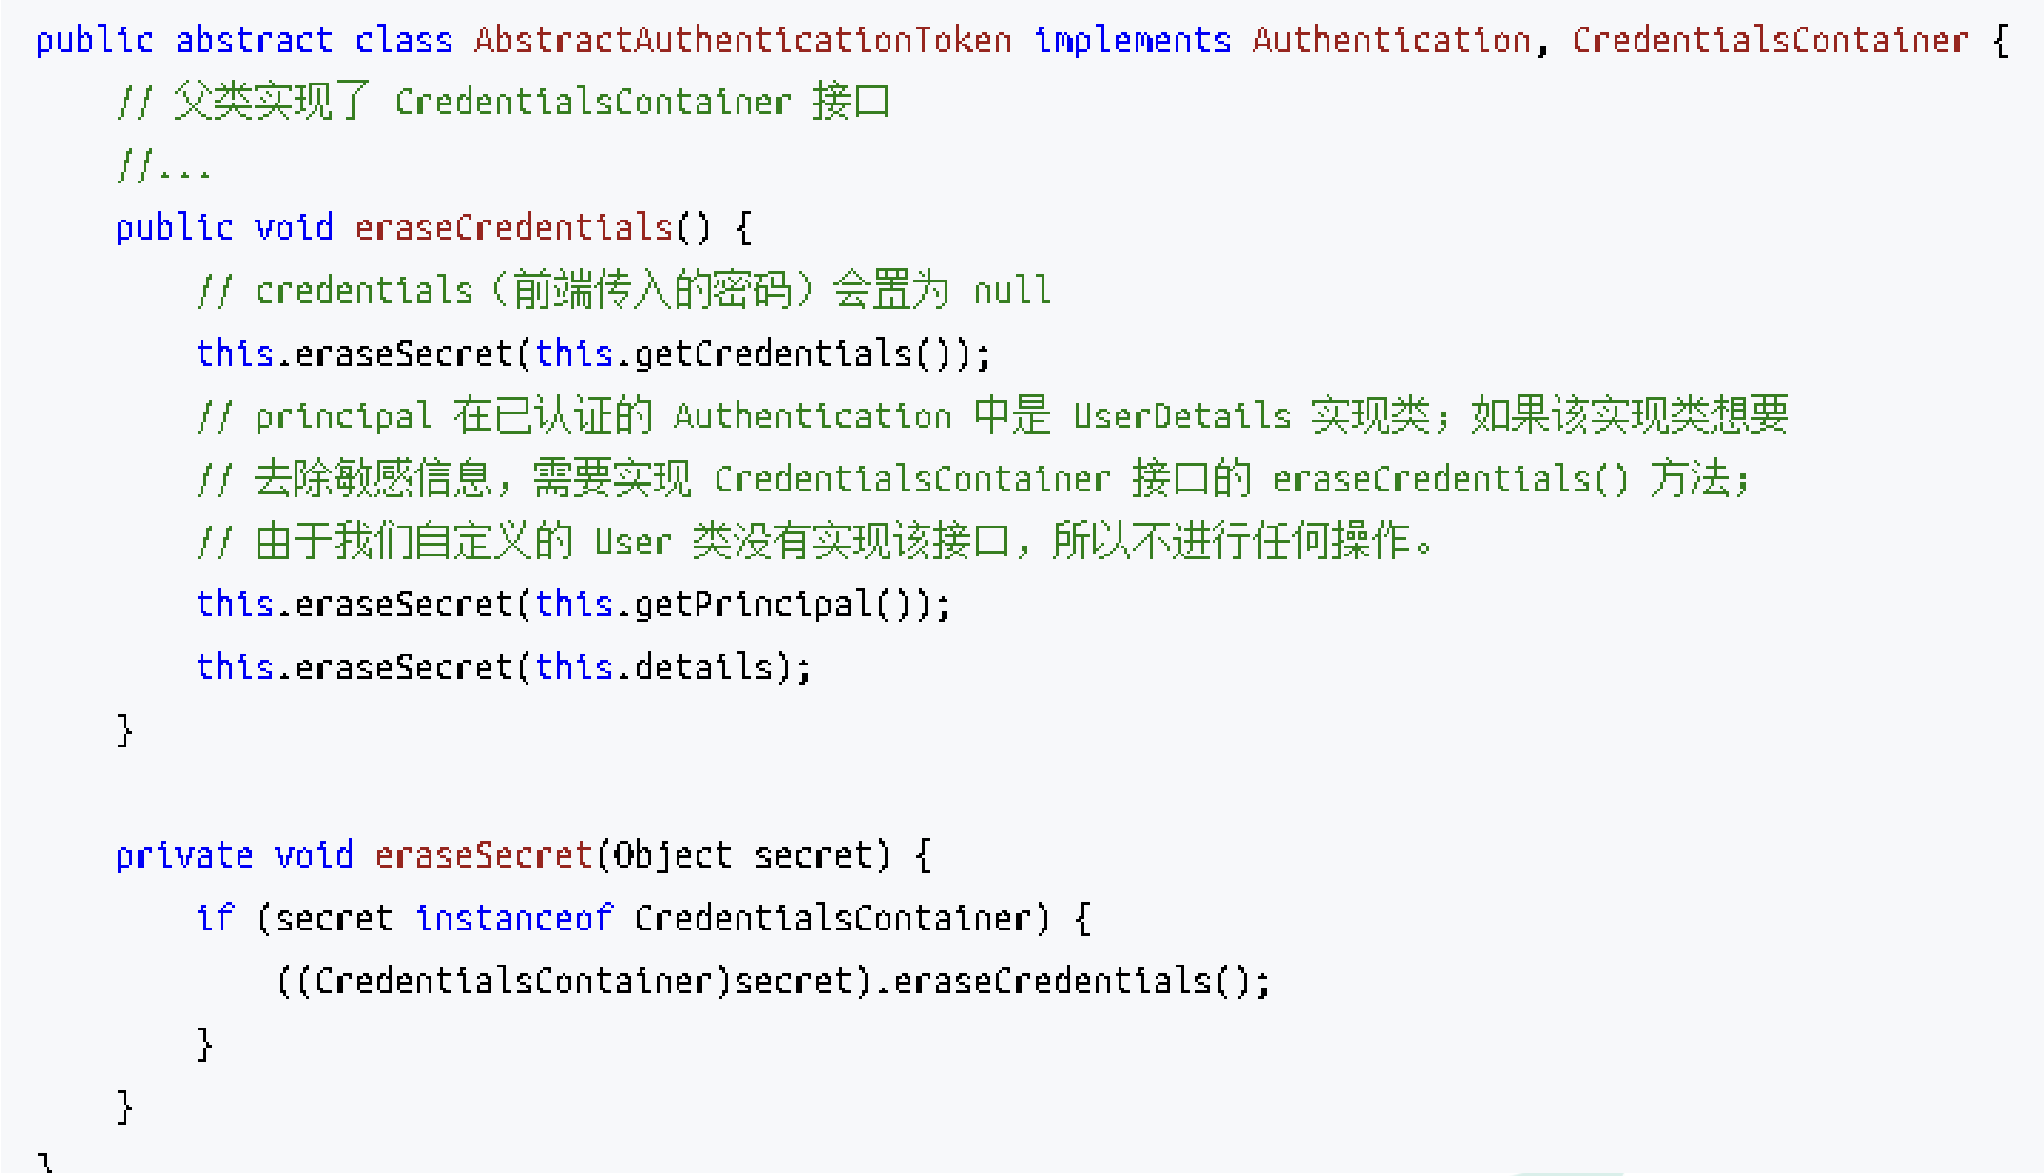 public abstract class AbstractAuthenticationToken implements Authentication, CredentialsContainer {
    // 父类实现了 CredentialsContainer 接口
    //...
    public void eraseCredentials() {
        // credentials（前端传入的密码）会置为 null
        this.eraseSecret(this.getCredentials());
        // principal 在已认证的 Authentication 中是 UserDetails 实现类；如果该实现类想要
        // 去除敏感信息，需要实现 CredentialsContainer 接口的 eraseCredentials() 方法；
        // 由于我们自定义的 User 类没有实现该接口，所以不进行任何操作。
        this.eraseSecret(this.getPrincipal());
        this.eraseSecret(this.details);
    }
    private void eraseSecret(Object secret) {
        if (secret instanceof CredentialsContainer) {
            ((CredentialsContainer)secret).eraseCredentials();
        }
    }
}